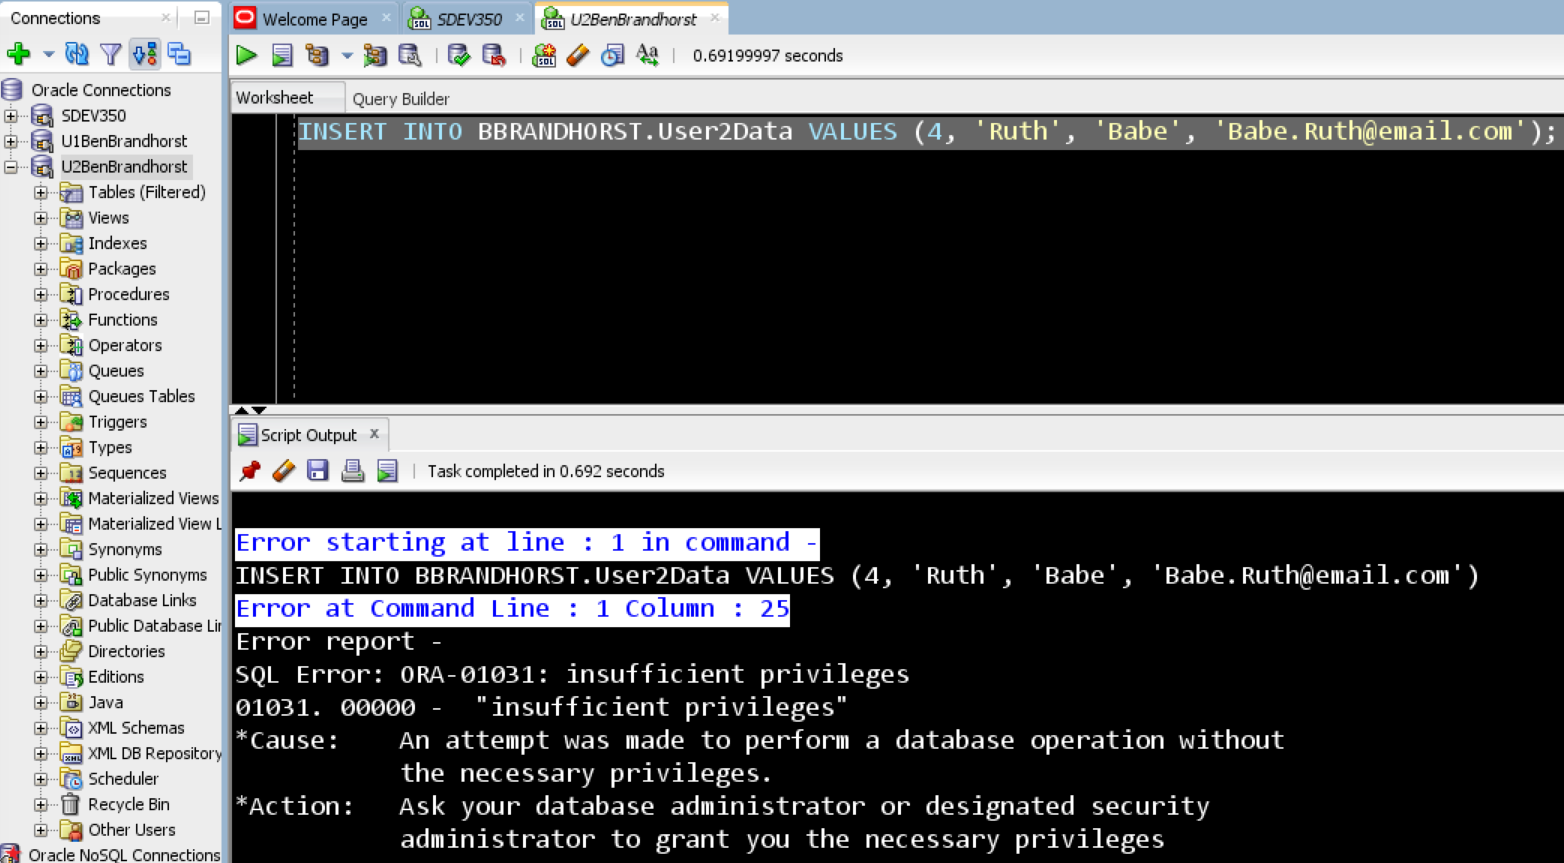 Connections
Welcome Page
SDEV350
U2BenBrandhorst
0.69199997 seconds
Oracle Connections
SDEV350
U1BenBrandhorst
U2BenBrandhorst
Tables (Filtered)
Views
Indexes
Packages
Procedures
Functions
Operators
Queues
Queues Tables
Triggers
Types
Sequences
Materialized Views
Materialized View L
Synonyms
Public Synonyms
Database Links
Public Database Lin
Directories
Editions
Java
XML Schemas
XML DB Repository
Scheduler
Recycle Bin
Other Users
Oracle NoSQL Connections
Worksheet
Query Builder
INSERT INTO BBRANDHORST.User2Data VALUES (4, 'Ruth', 'Babe', 'Babe.Ruth@email.com');
Script Output
Task completed in 0.692 seconds
Error starting at line : 1 in command -
INSERT INTO BBRANDHORST.User2Data VALUES (4, 'Ruth', 'Babe', 'Babe.Ruth@email.com')
Error at Command Line : 1 Column : 25
Error report -
SQL Error: ORA-01031: insufficient privileges
01031. 00000 - "insufficient privileges"
*Cause: An attempt was made to perform a database operation without
the necessary privileges.
*Action: Ask your database administrator or designated security
administrator to grant you the necessary privileges